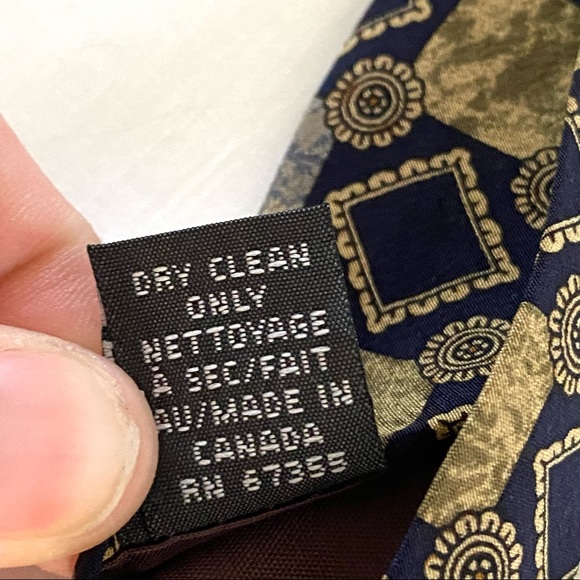 DRY CLEAN
ONLY
NETTOYAGE
À SEC/FAIT
AU/MADE IN
CANADA
RN 67355